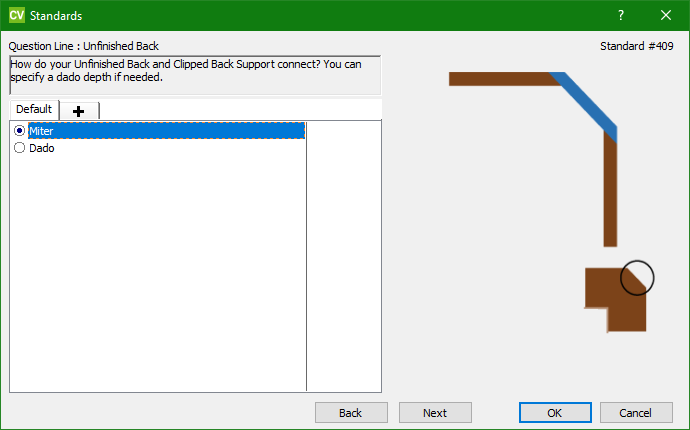 CV Standards ?
Question Line : Unfinished Back
Standard #409
How do your Unfinished Back and Clipped Back Support connect? You can
specify a dado depth if needed.
Default
Miter
Dado
Back Next OK Cancel